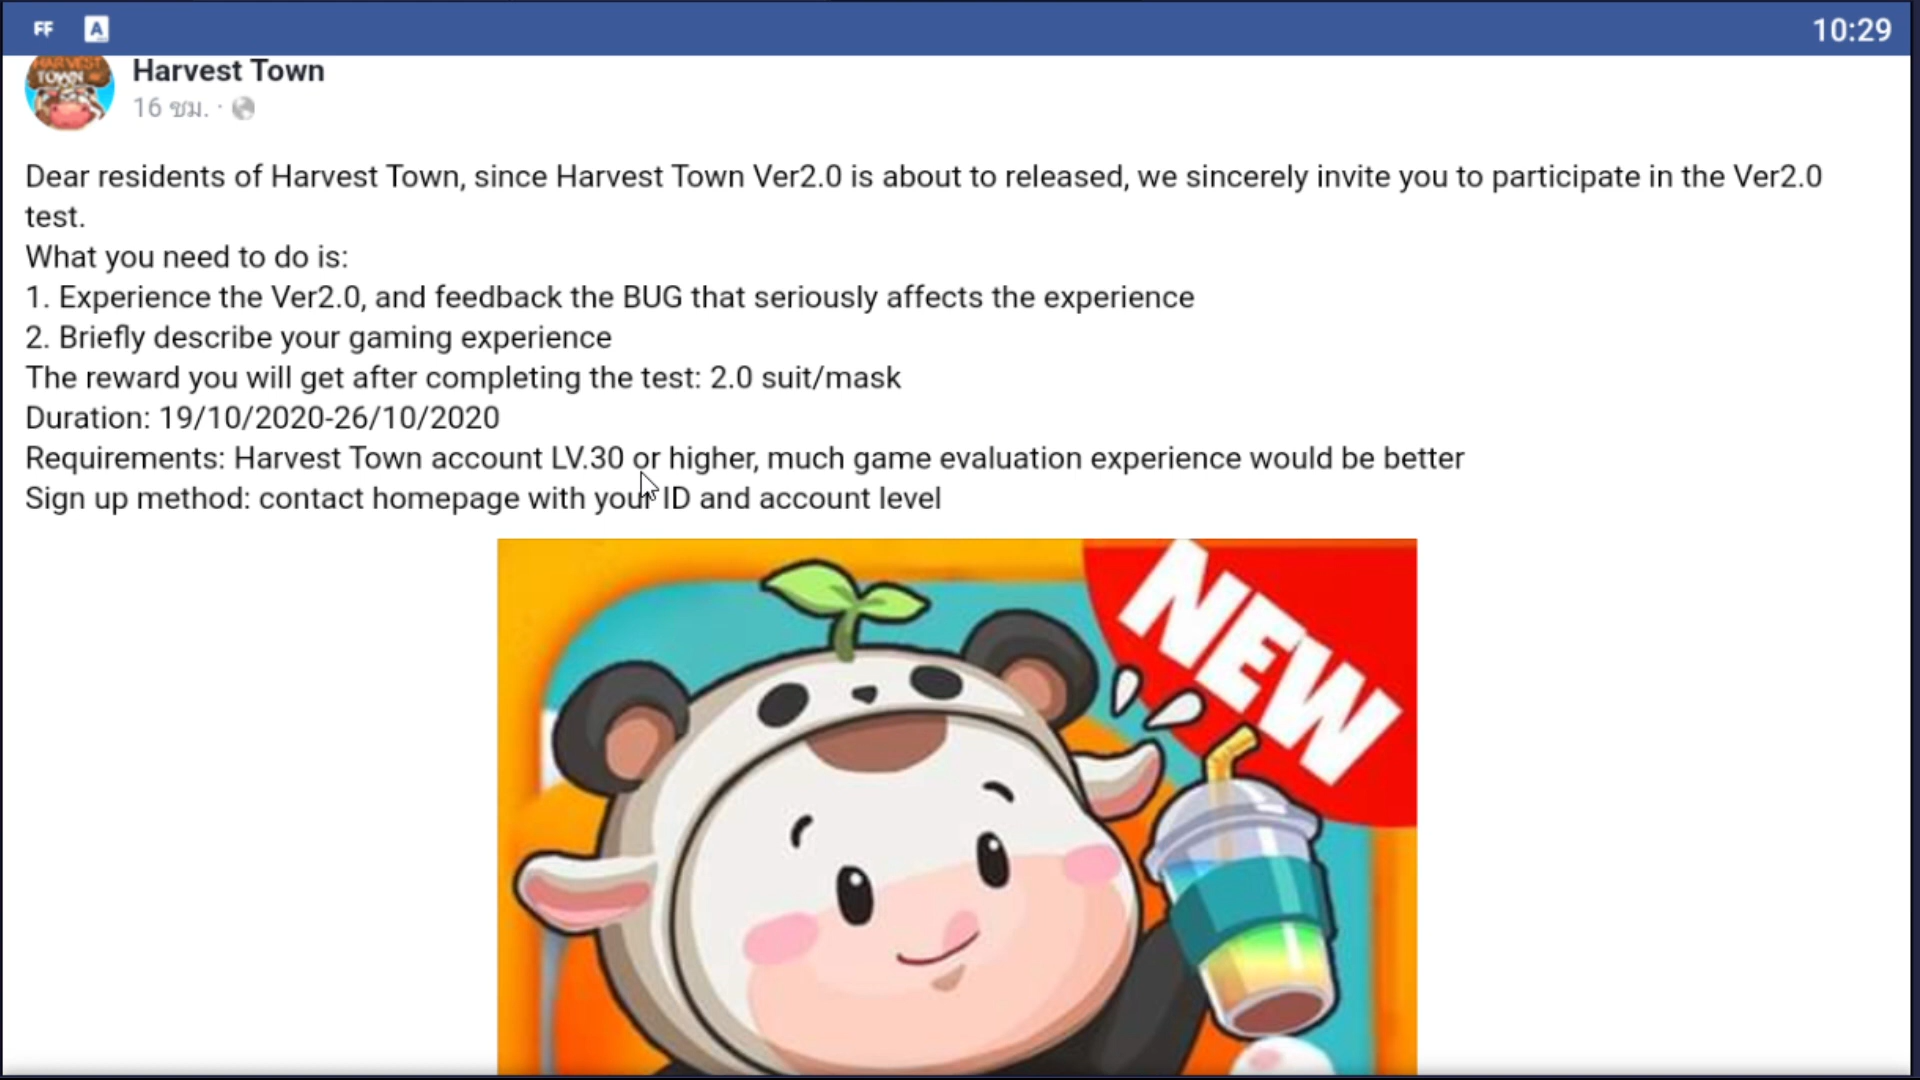 FF
A
10:29
HARVEST
TOWN
Harvest Town
16 ชม. ·
Dear residents of Harvest Town, since Harvest Town Ver2.0 is about to released, we sincerely invite you to participate in the Ver2.0
test.
What you need to do is:
1. Experience the Ver2.0, and feedback the BUG that seriously affects the experience
2. Briefly describe your gaming experience
The reward you will get after completing the test: 2.0 suit/mask
Duration: 19/10/2020-26/10/2020
Requirements: Harvest Town account LV.30 or higher, much game evaluation experience would be better
Sign up method: contact homepage with your ID and account level
NEW